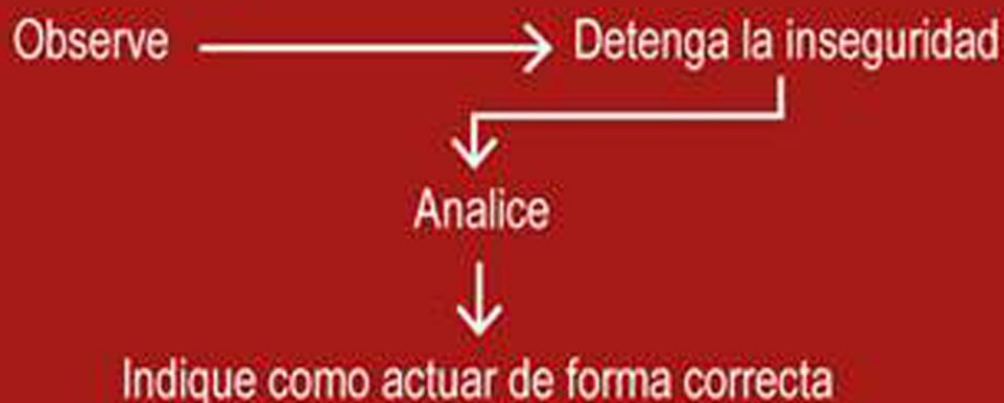 Observe
Detenga la inseguridad
Analice
Indique como actuar de forma correcta